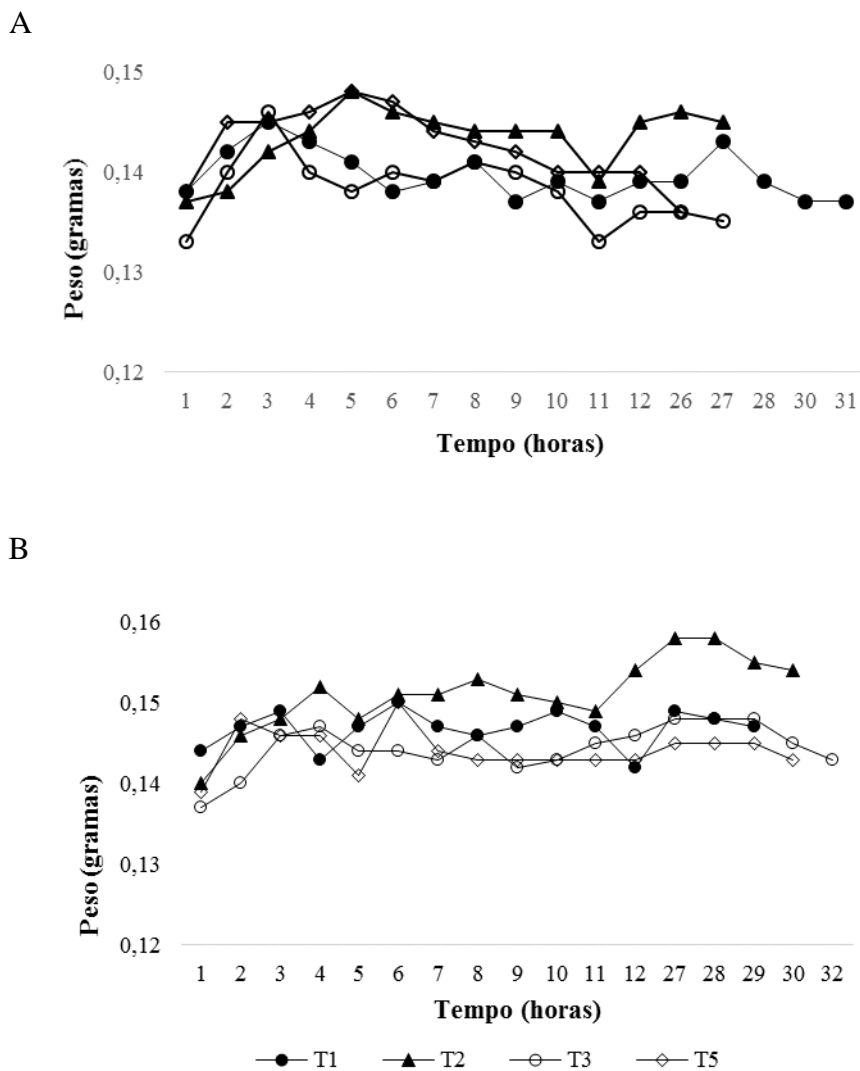 A
0,15
0,14
0,13
0,12
Peso (gramas)
1 2 3 4 5 6 7 8 9 10 11 12 26 27 28 30 31
Tempo (horas)
B
0,16
0,15
0,14
0,13
0,12
Peso (gramas)
1 2 3 4 5 6 7 8 9 10 11 12 27 28 29 30 32
Tempo (horas)
T1 T2 T3 T5